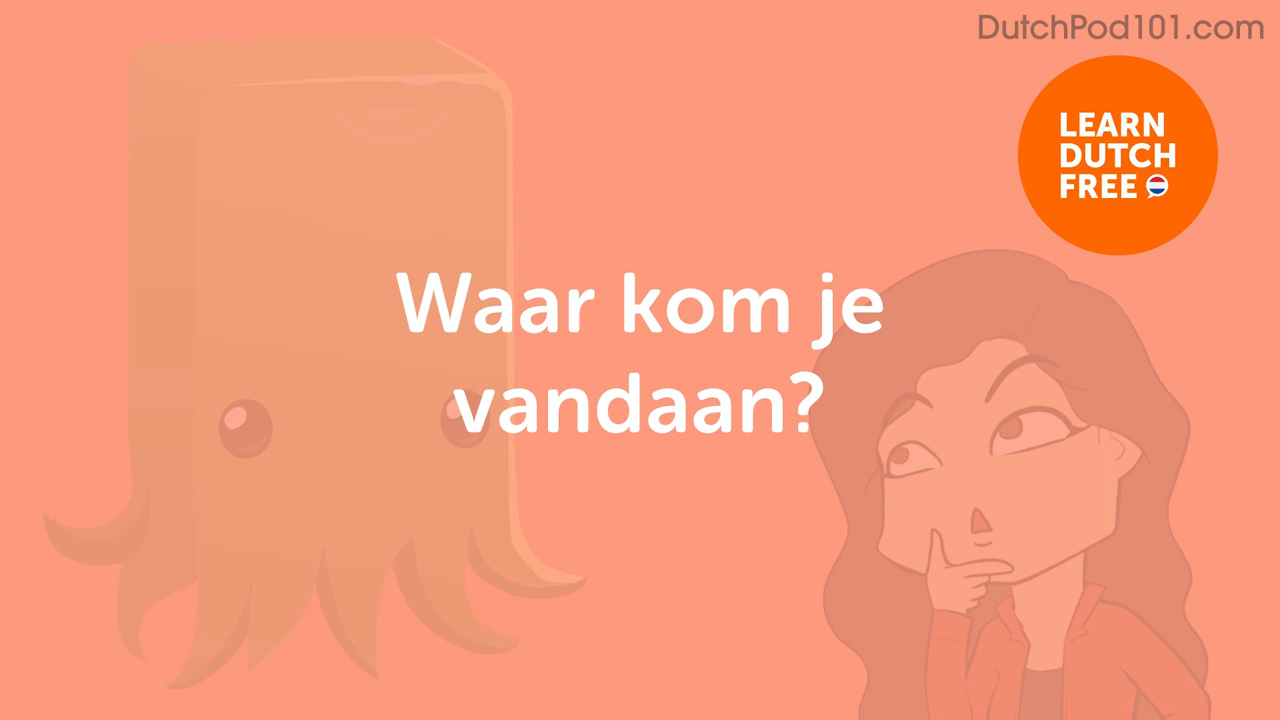 DutchPod101.com
LEARN
DUTCH
FREE
Waar kom je
vandaan?